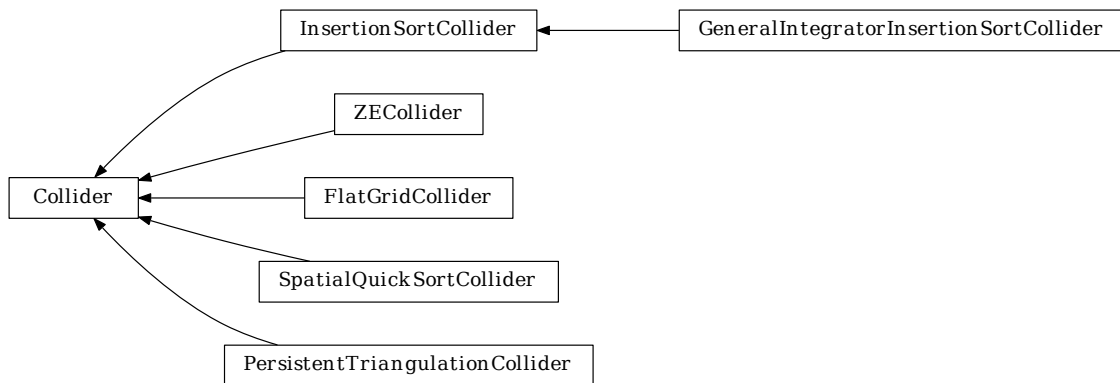 InsertionSortCollider
GeneralIntegratorInsertionSortCollider
ZECollider
Collider
FlatGridCollider
SpatialQuickSortCollider
PersistentTriangulationCollider